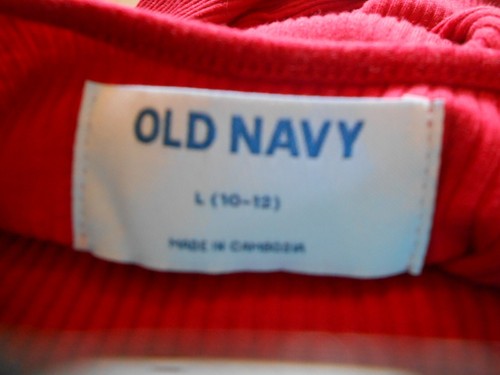 OLD NAVY
L (10-12)
MADE IN CAMBODIA